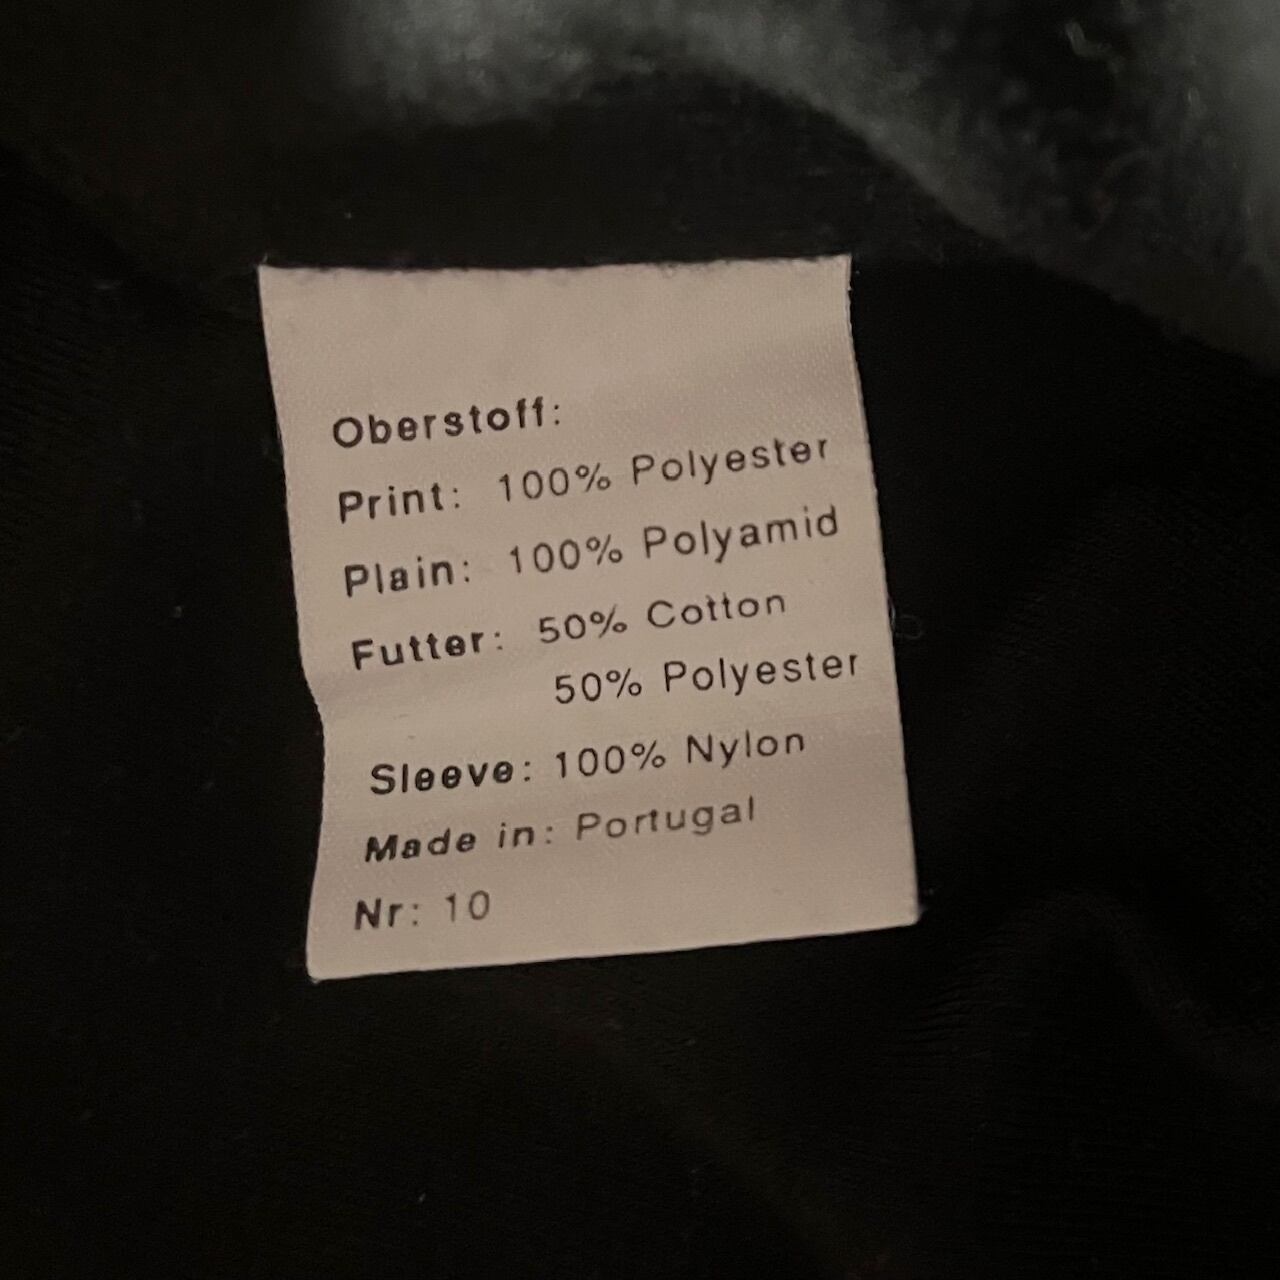 Oberstoff:
Print: 100% Polyester
Plain: 100% Polyamid
Futter: 50% Cotton
50% Polyester
Sleeve: 100% Nylon
Made in: Portugal
Nr: 10